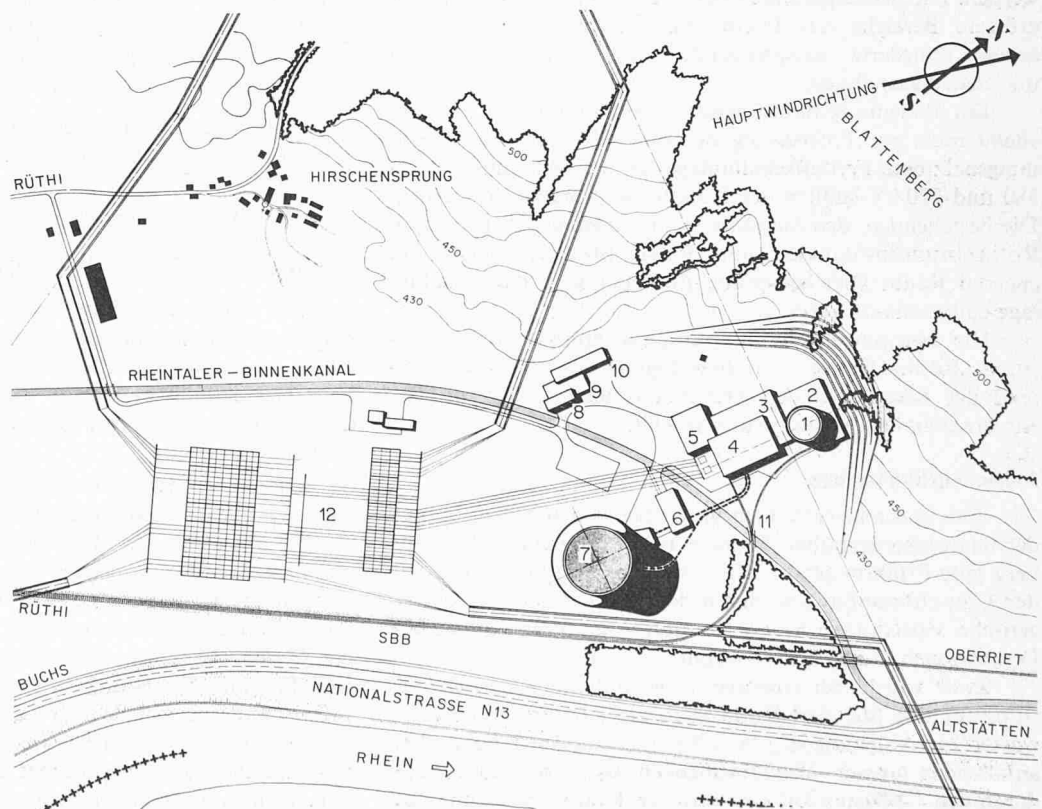 N
S
HAUPTWINDRICHTUNG
BLATTENBERG
500
RÜTHI
HIRSCHENSPRUNG
450
430
500
RHEINTALER – BINNENKANAL
10
9
8
2
3
1
5
4
6
7
11
12
450
430
RÜTHI
SBB
OBERRIET
BUCHS
NATIONALSTRASSE N13
ALTSTÄTTEN
RHEIN